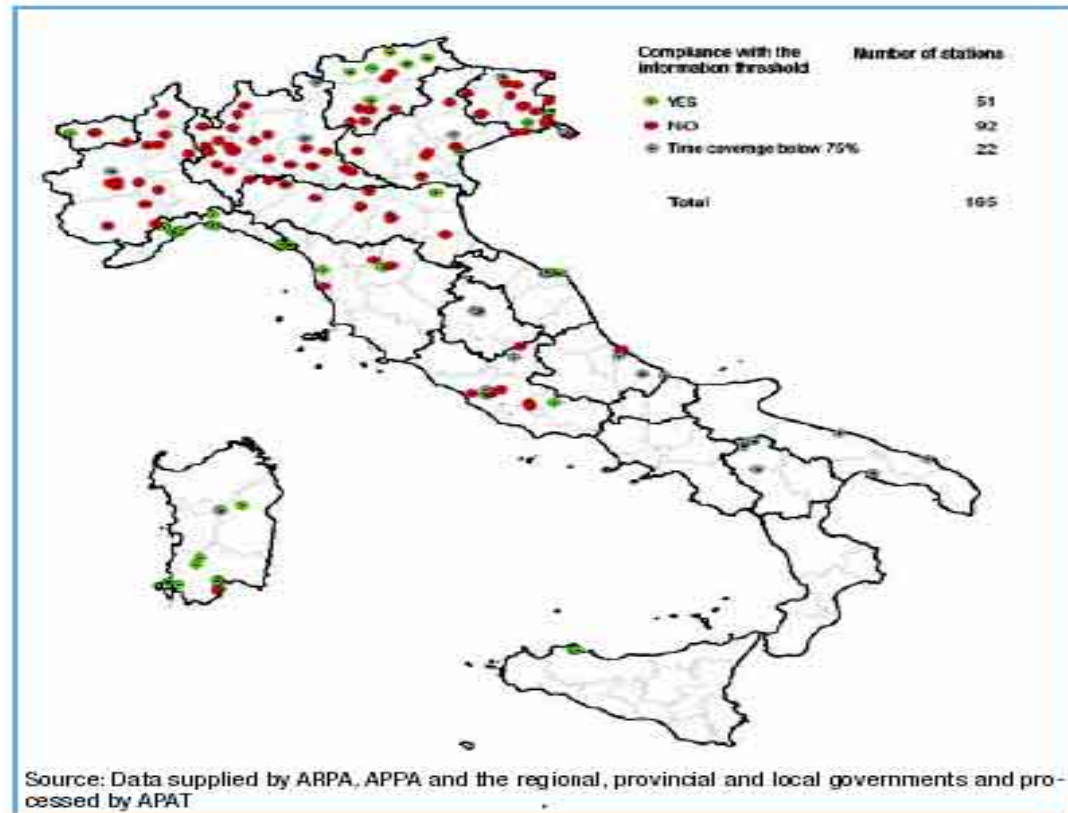 Compliance with the Number of stations
information threshold
YES 51
NO 92
Time coverage below 75% 22
Total 165
Source: Data supplied by ARPA, APPA and the regional, provincial and local governments and pro-
cessed by APAT